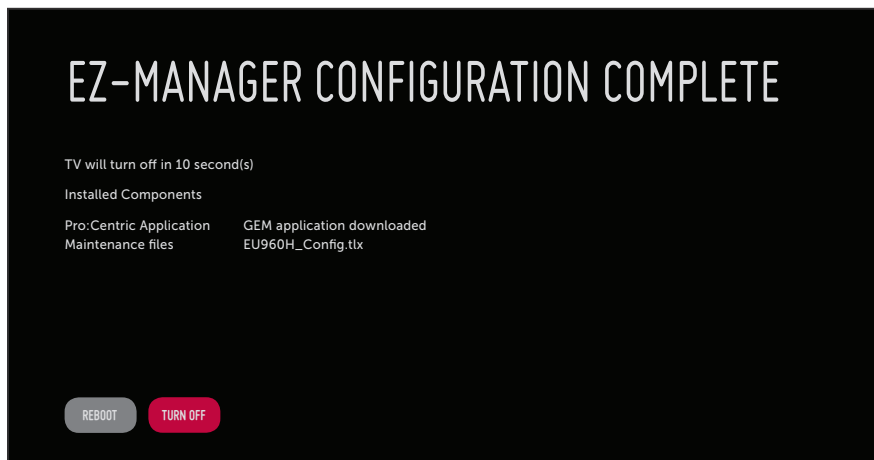 EZ-MANAGER CONFIGURATION COMPLETE
TV will turn off in 10 second(s)
Installed Components
Pro:Centric Application GEM application downloaded
Maintenance files EU960H_Config.tlx
REBOOT TURN OFF